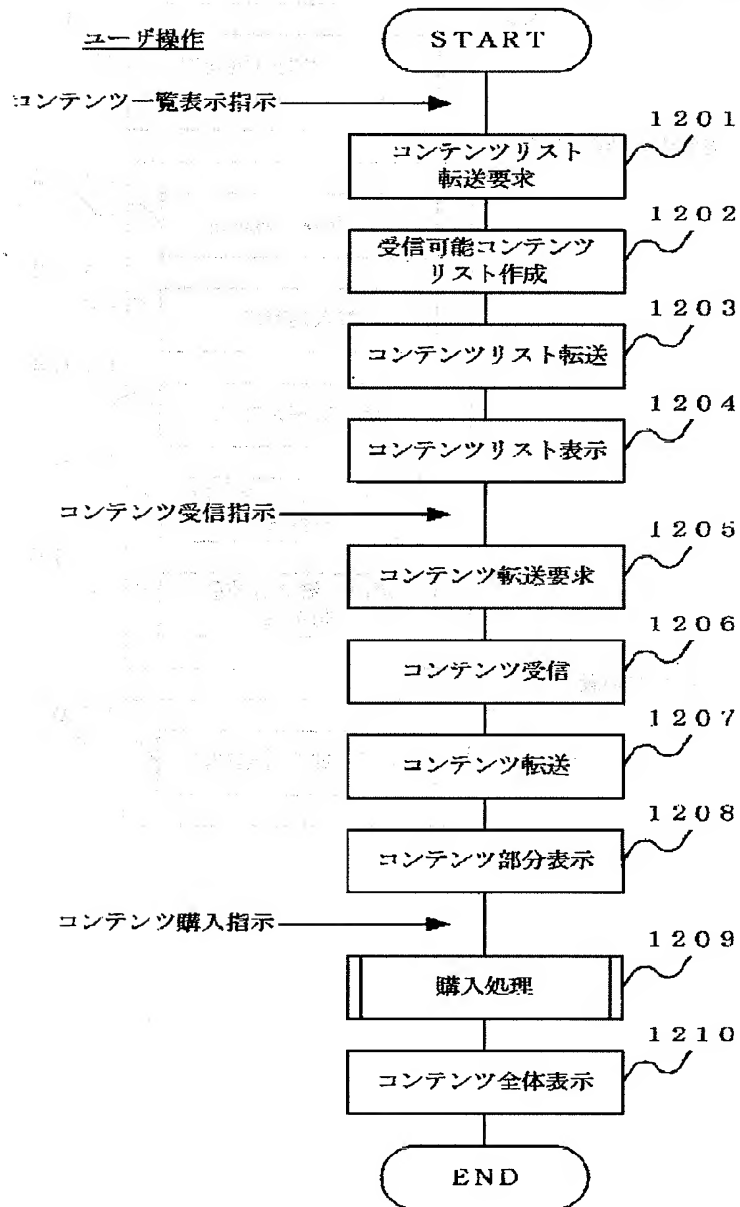 ユーザ操作
START
コンテンツ一覧表示指示
1201
コンテンツリスト
転送要求
1202
受信可能コンテンツ
リスト作成
1203
コンテンツリスト転送
1204
コンテンツリスト表示
コンテンツ受信指示
1205
コンテンツ転送要求
1206
コンテンツ受信
1207
コンテンツ転送
1208
コンテンツ部分表示
コンテンツ購入指示
1209
購入処理
1210
コンテンツ全体表示
END